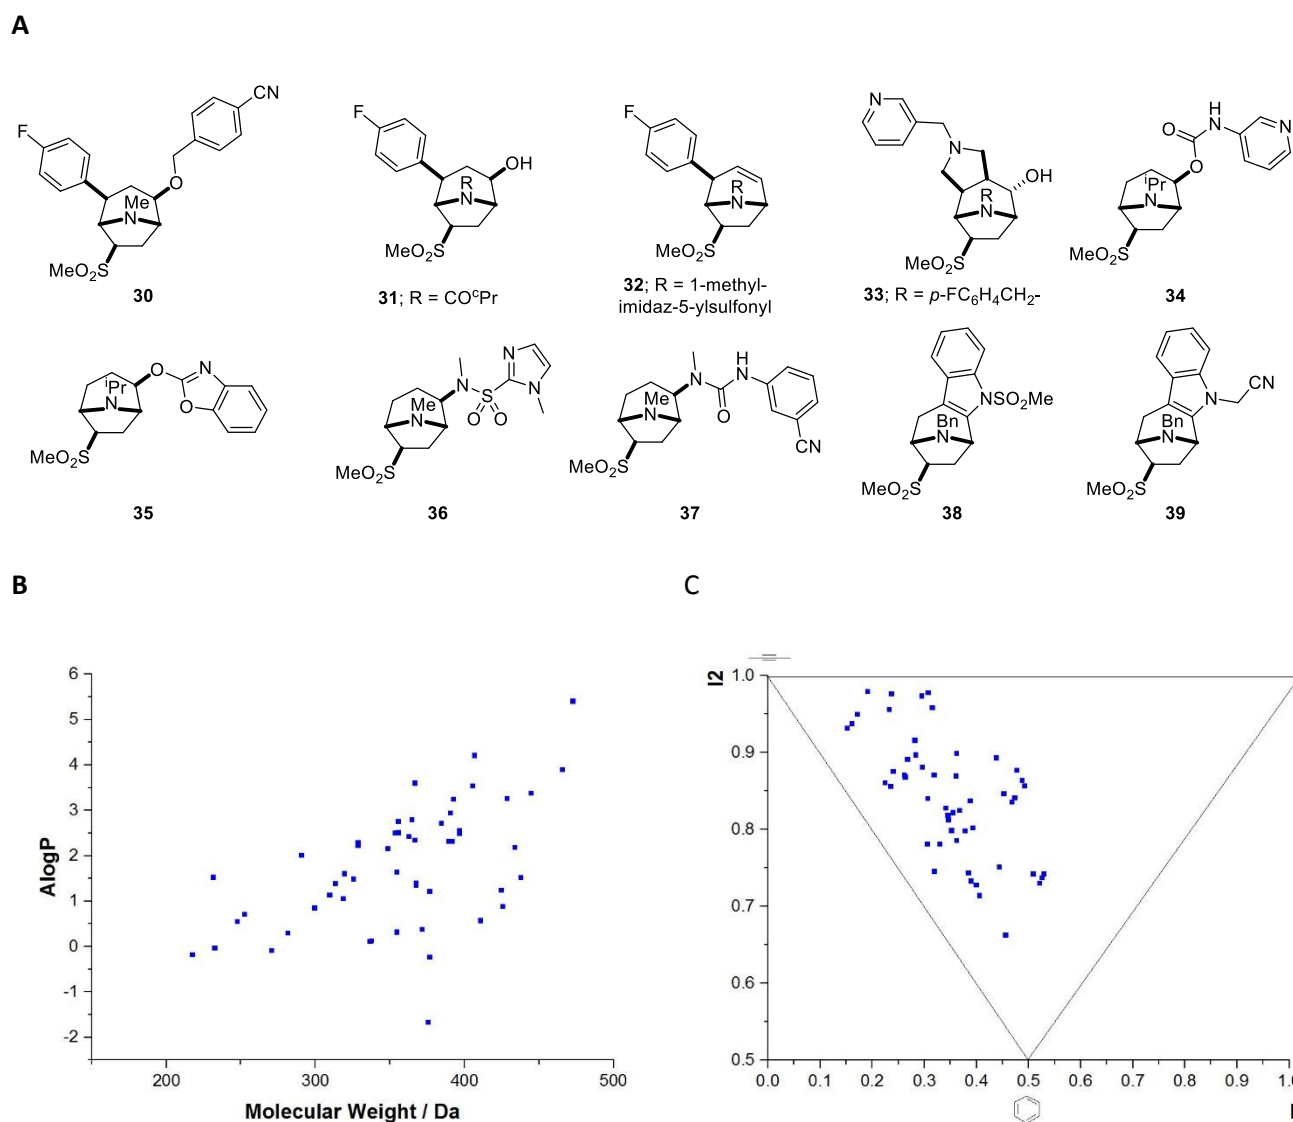 A
CN
F
O
Me
N
MeO2S
30
F
OH
R
N
MeO2S
31; R = COcPr
F
R
N
MeO2S
32; R = 1-methyl-
imidaz-5-ylsulfonyl
N
N
OH
R
N
MeO2S
33; R = p-FC6H4CH2-
H
N
N
O
O
iPr
N
MeO2S
34
O
N
iPr
N
O
MeO2S
35
N
N
N
S
O O
Me
N
MeO2S
36
H
N
N
O
Me
N
CN
MeO2S
37
NSO2Me
Bn
N
MeO2S
38
CN
N
Bn
N
MeO2S
39
B
C
AlogP
6
5
4
3
2
1
0
-1
-2
200 300 400 500
Molecular Weight / Da
I2
1.0
0.9
0.8
0.7
0.6
0.5
0.0 0.1 0.2 0.3 0.4 0.5 0.6 0.7 0.8 0.9 1.0